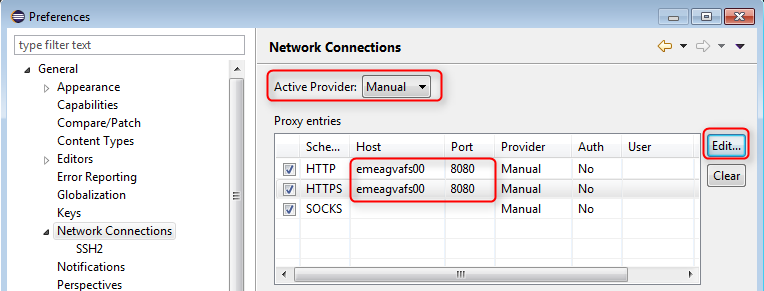 Preferences
type filter text
General
Appearance
Capabilities
Compare/Patch
Content Types
Editors
Error Reporting
Globalization
Keys
Network Connections
SSH2
Notifications
Perspectives
Network Connections
Active Provider: Manual
Proxy entries
Sche... Host Port Provider Auth User
HTTP emeagvafs00 8080 Manual No
HTTPS emeagvafs00 8080 Manual No
SOCKS Manual No
Edit...
Clear